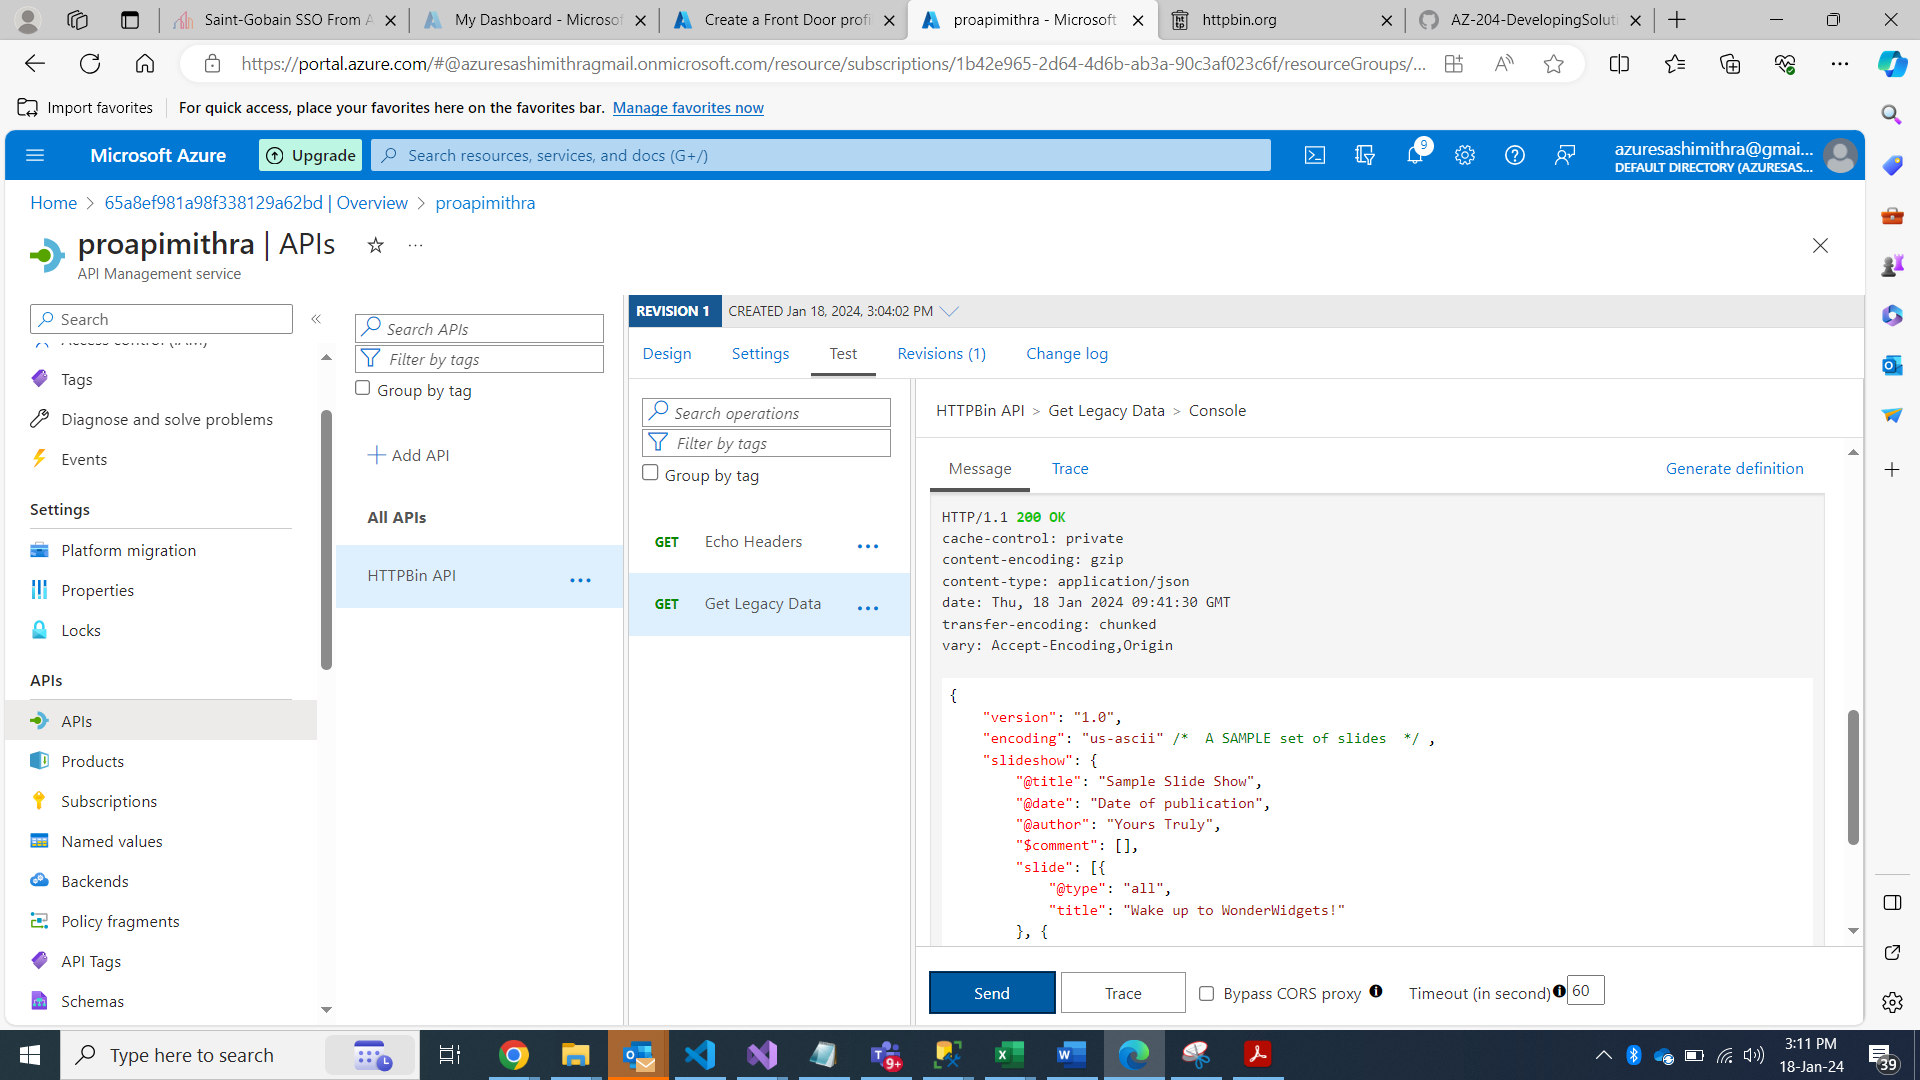 Saint-Gobain SSO From A
My Dashboard - Microsof
Create a Front Door profil
proapimithra - Microsoft
httpbin.org
AZ-204-DevelopingSoluti
https://portal.azure.com/#@azuresashimithragmail.onmicrosoft.com/resource/subscriptions/1b42e965-2d64-4d6b-ab3a-90c3af023c6f/resourceGroups/...
Import favorites
For quick access, place your favorites here on the favorites bar. Manage favorites now
Microsoft Azure
Upgrade
Search resources, services, and docs (G+/)
9
azuresashimithra@gmai...
DEFAULT DIRECTORY (AZURESAS...
Home > 65a8ef981a98f338129a62bd | Overview > proapimithra
proapimithra | APIs
API Management service
Search
Access control (IAM)
Tags
Diagnose and solve problems
Events
Settings
Platform migration
Properties
Locks
APIs
APIs
Products
Subscriptions
Named values
Backends
Policy fragments
API Tags
Schemas
Search APIs
Filter by tags
Group by tag
Add API
All APIs
HTTPBin API
REVISION 1
CREATED Jan 18, 2024, 3:04:02 PM
Design
Settings
Test
Revisions (1)
Change log
Search operations
Filter by tags
Group by tag
GET Echo Headers
GET Get Legacy Data
HTTPBin API > Get Legacy Data > Console
Message
Trace
Generate definition
HTTP/1.1 200 OK
cache-control: private
content-encoding: gzip
content-type: application/json
date: Thu, 18 Jan 2024 09:41:30 GMT
transfer-encoding: chunked
vary: Accept-Encoding,Origin
{
"version": "1.0",
"encoding": "us-ascii" /*  A SAMPLE set of slides  */ ,
"slideshow": {
"@title": "Sample Slide Show",
"@date": "Date of publication",
"@author": "Yours Truly",
"$comment": [],
"slide": [{
"@type": "all",
"title": "Wake up to WonderWidgets!"
}, {
Send
Trace
Bypass CORS proxy
Timeout (in second)
60
Type here to search
9+
3:11 PM
18-Jan-24
39